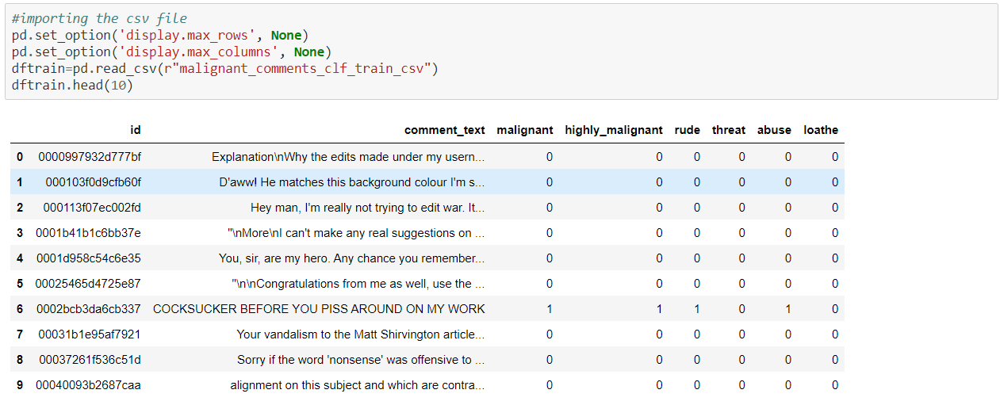 #importing the csv file
pd.set_option('display.max_rows', None)
pd.set_option('display.max_columns', None)
dftrain=pd.read_csv(r"malignant_comments_clf_train_csv")
dftrain.head(10)
id comment_text malignant highly_malignant rude threat abuse loathe
0 0000997932d777bf Explanation\nWhy the edits made under my usern... 0 0 0 0 0 0
1 000103f0d9cfb60f D'aww! He matches this background colour I'm s... 0 0 0 0 0 0
2 000113f07ec002fd Hey man, I'm really not trying to edit war. It... 0 0 0 0 0 0
3 0001b41b1c6bb37e "\nMore\nI can't make any real suggestions on ... 0 0 0 0 0 0
4 0001d958c54c6e35 You, sir, are my hero. Any chance you remember... 0 0 0 0 0 0
5 00025465d4725e87 "\n\nCongratulations from me as well, use the ... 0 0 0 0 0 0
6 0002bcb3da6cb337 COCKSUCKER BEFORE YOU PISS AROUND ON MY WORK 1 1 1 0 1 0
7 00031b1e95af7921 Your vandalism to the Matt Shirvington article... 0 0 0 0 0 0
8 00037261f536c51d Sorry if the word 'nonsense' was offensive to ... 0 0 0 0 0 0
9 00040093b2687caa alignment on this subject and which are contra... 0 0 0 0 0 0